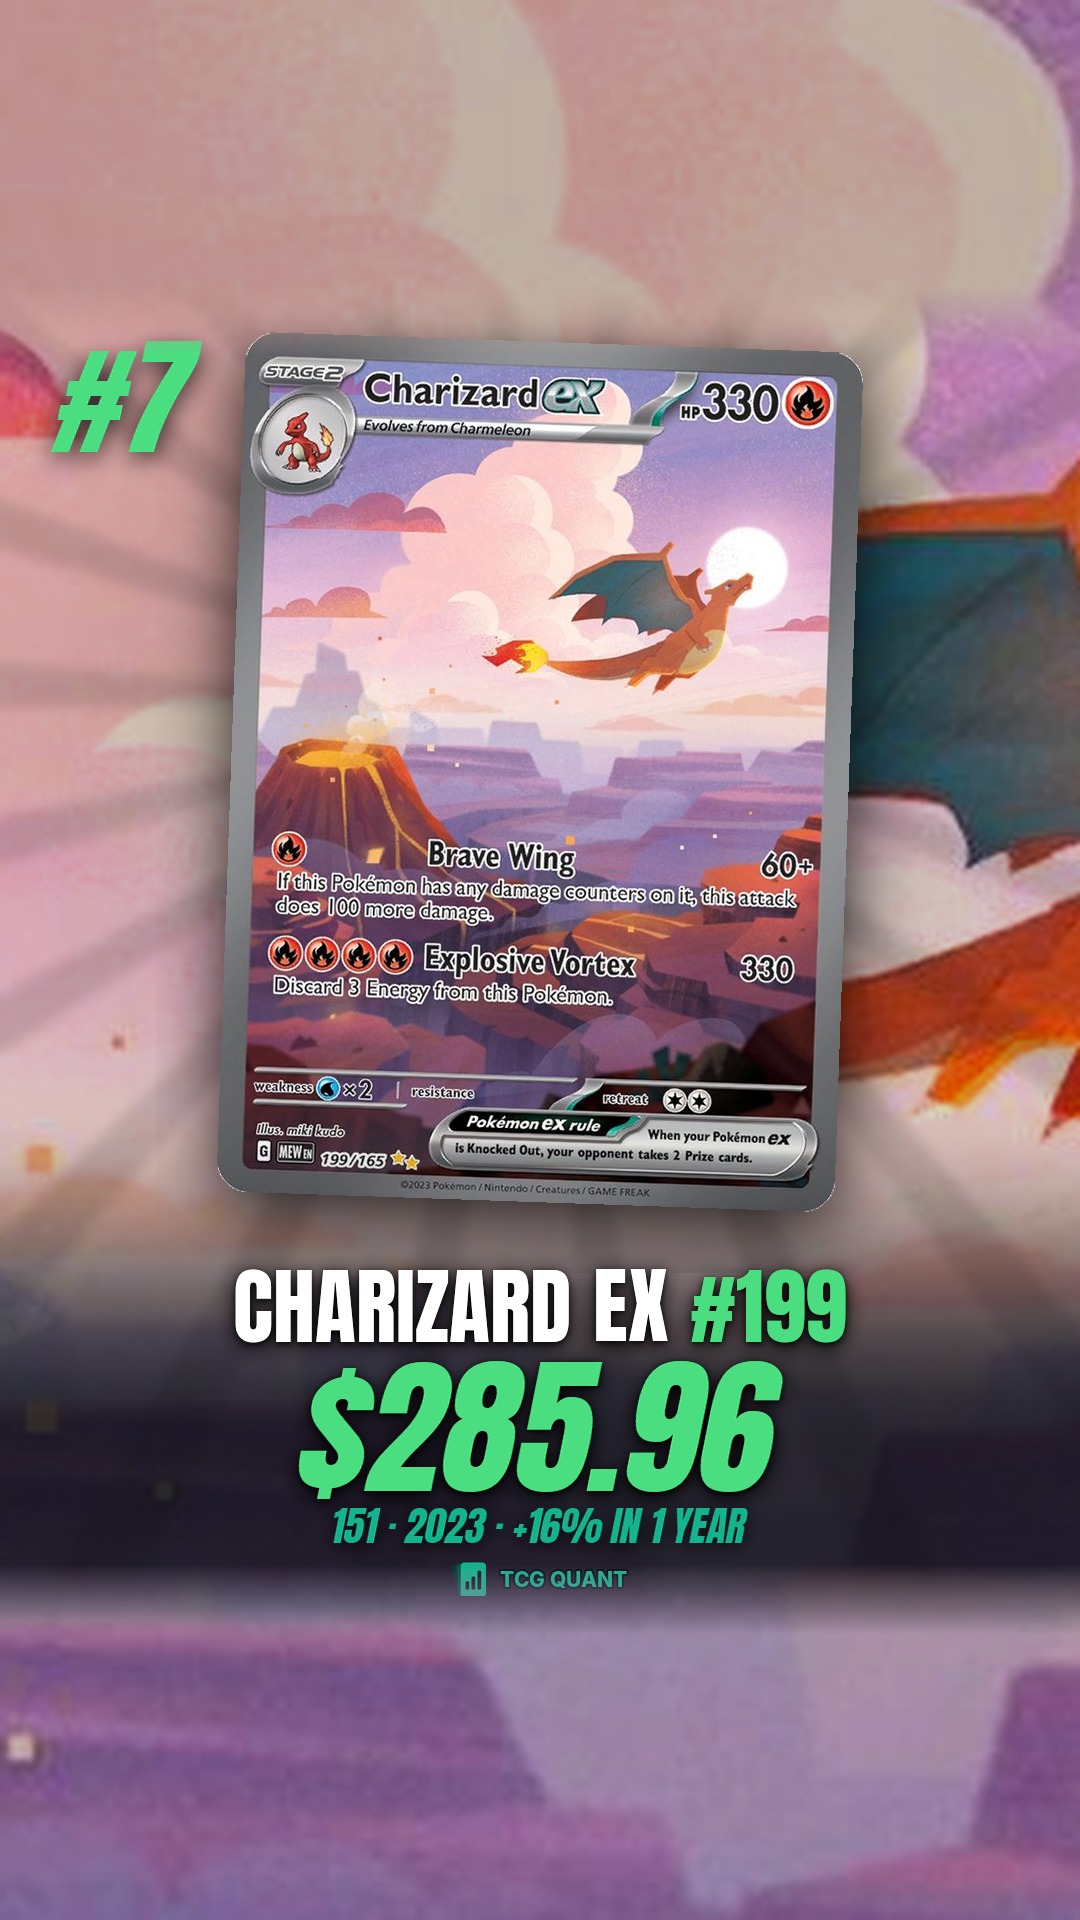 #7
STAGE2
Charizard ex
HP 330
Evolves from Charmeleon
Brave Wing 60+
If this Pokémon has any damage counters on it, this attack
does 100 more damage.
Explosive Vortex 330
Discard 3 Energy from this Pokémon.
weakness ×2 resistance retreat
Illus. miki kudo
G MEW EN 199/165
Pokémon ex rule When your Pokémon ex
is Knocked Out, your opponent takes 2 Prize cards.
©2023 Pokémon / Nintendo / Creatures / GAME FREAK
CHARIZARD EX #199
$285.96
151 · 2023 · +16% IN 1 YEAR
TCG QUANT